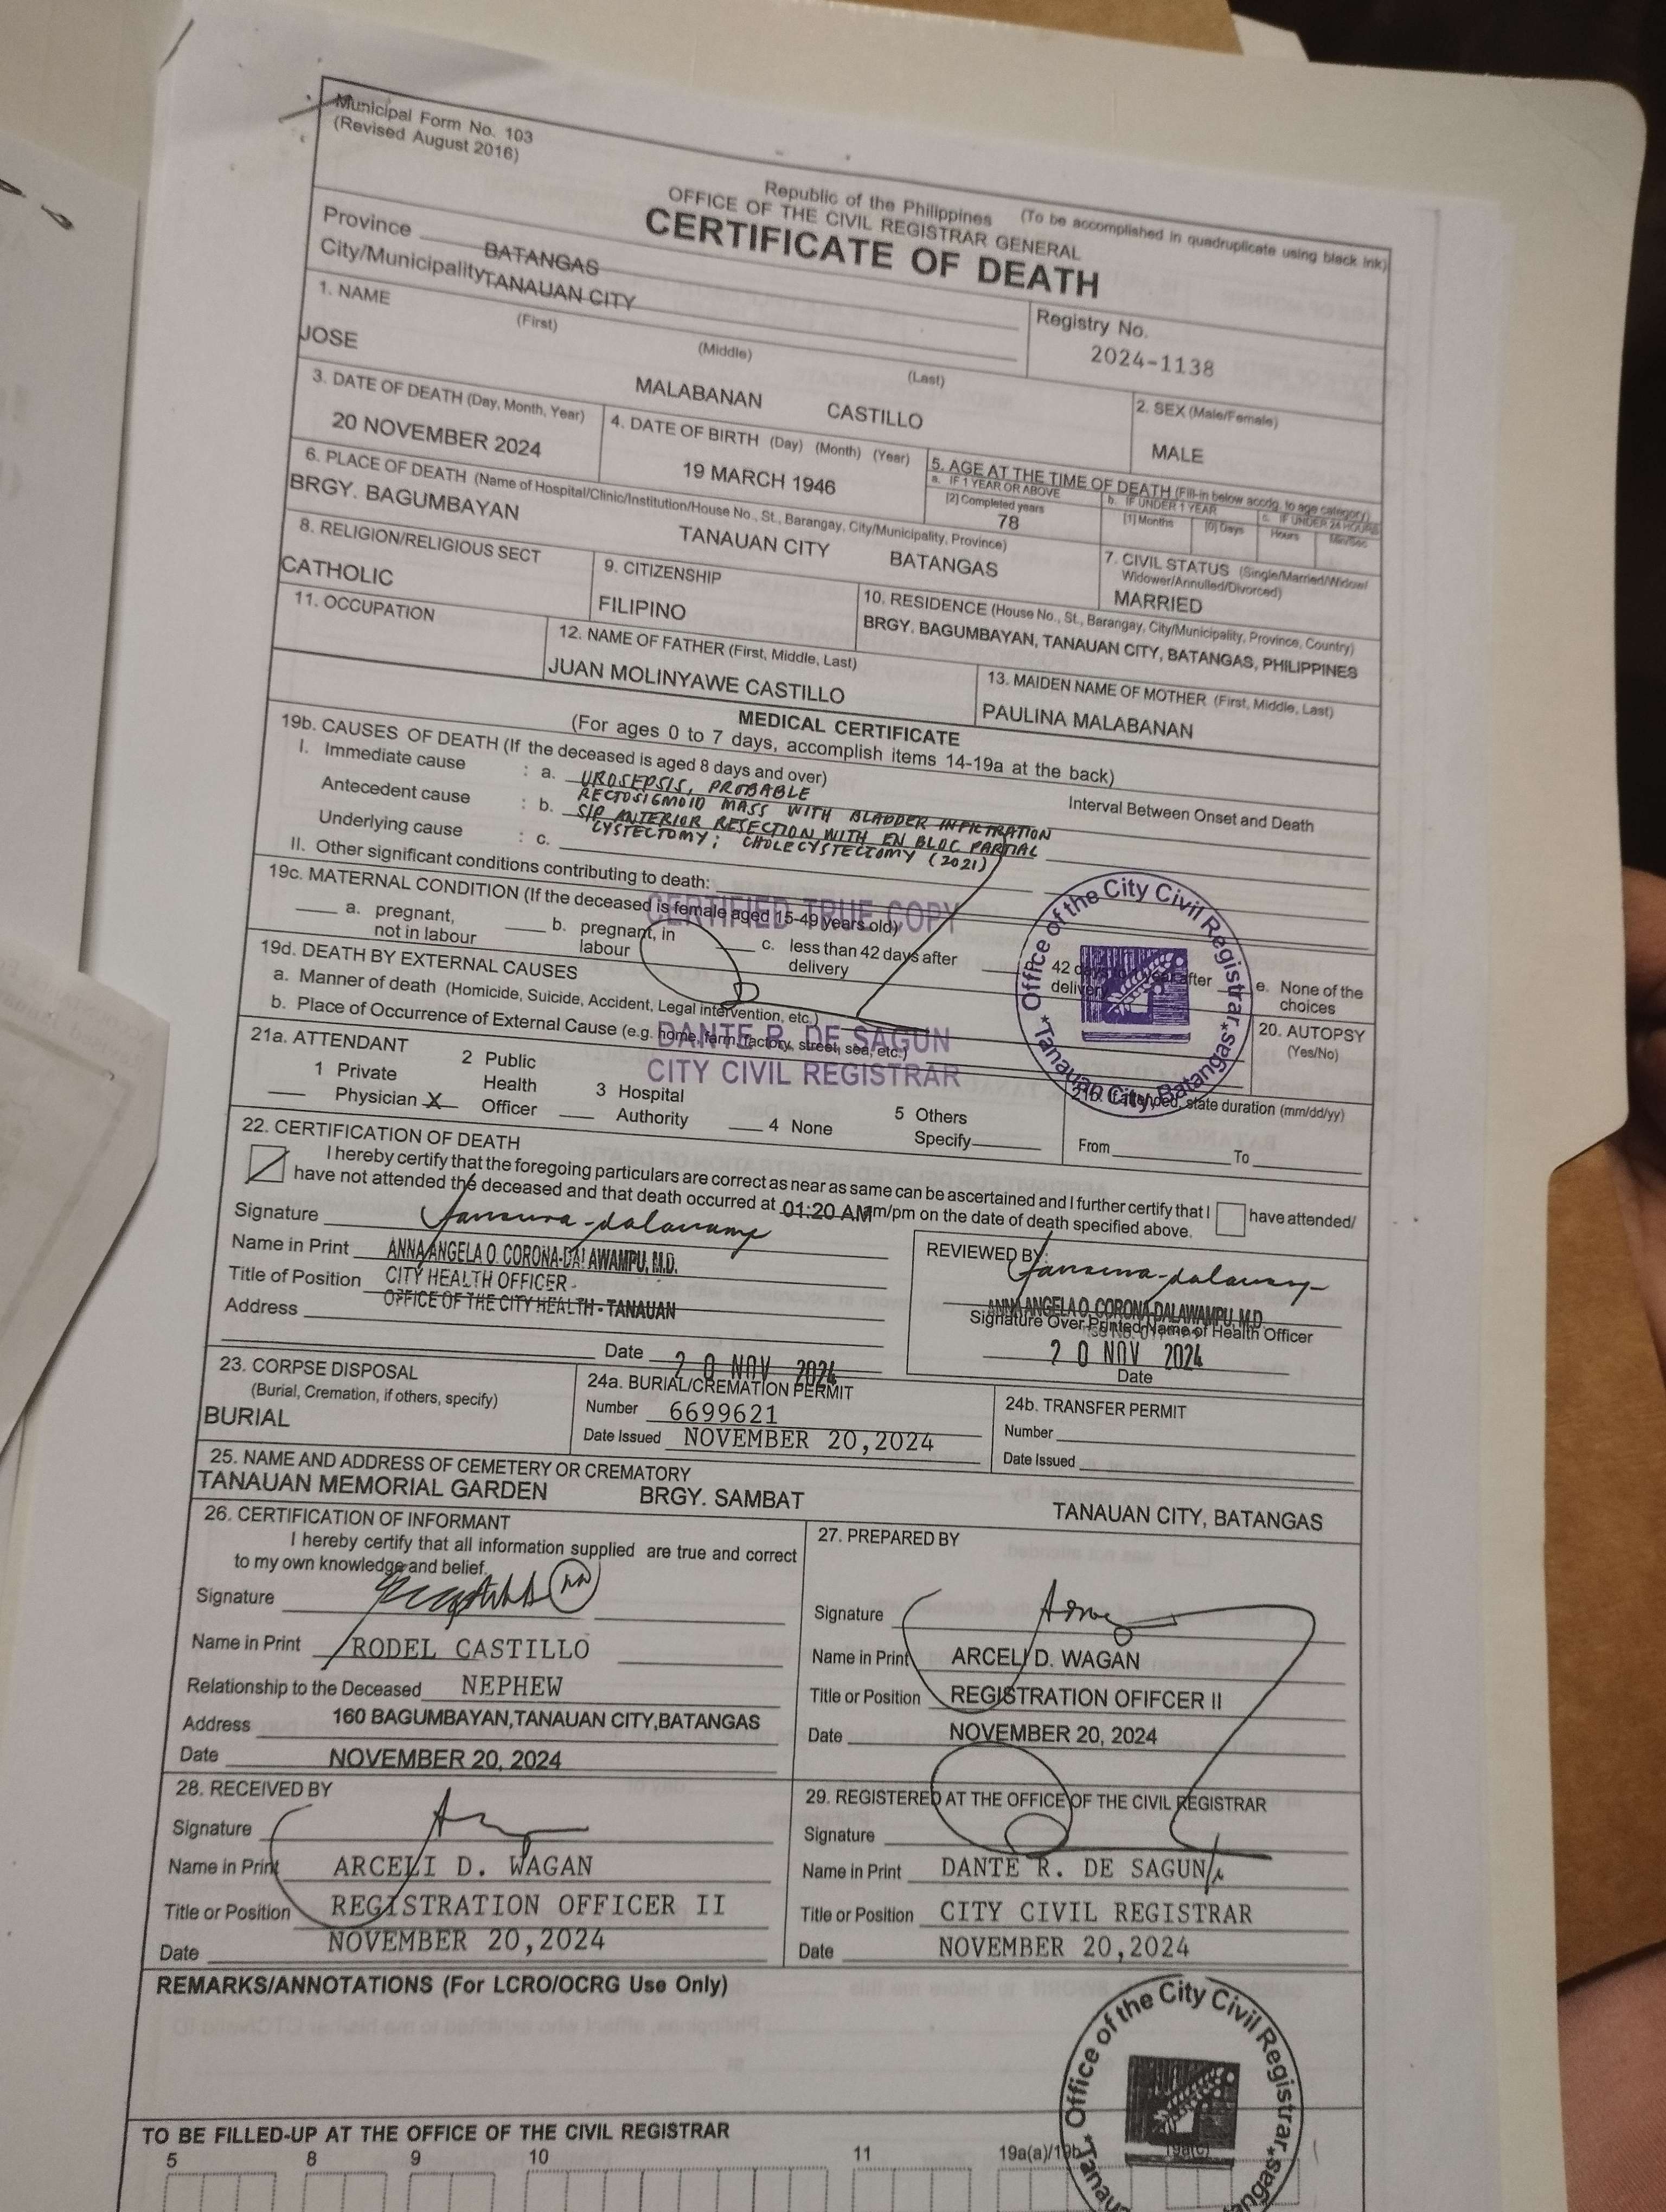 Municipal Form No. 103
(Revised August 2016)
(To be accomplished in quadruplicate using black ink)
Republic of the Philippines
OFFICE OF THE CIVIL REGISTRAR GENERAL
CERTIFICATE OF DEATH
Province BATANGAS
City/Municipality TANAUAN CITY
Registry No.
2024-1138
1. NAME (First) (Middle) (Last)
JOSE MALABANAN CASTILLO
2. SEX (Male/Female)
MALE
3. DATE OF DEATH (Day, Month, Year)
20 NOVEMBER 2024
4. DATE OF BIRTH (Day) (Month) (Year)
19 MARCH 1946
5. AGE AT THE TIME OF DEATH (Fill-in below accdg. to age category)
a. IF 1 YEAR OR ABOVE
[2] Completed years
78
b. IF UNDER 1 YEAR
[1] Months [0] Days
c. IF UNDER 24 HOURS
Hours Min/Sec
6. PLACE OF DEATH (Name of Hospital/Clinic/Institution/House No., St., Barangay, City/Municipality, Province)
BRGY. BAGUMBAYAN TANAUAN CITY BATANGAS
7. CIVIL STATUS (Single/Married/Widow/
Widower/Annulled/Divorced)
MARRIED
8. RELIGION/RELIGIOUS SECT
CATHOLIC
9. CITIZENSHIP
FILIPINO
10. RESIDENCE (House No., St., Barangay, City/Municipality, Province, Country)
BRGY. BAGUMBAYAN, TANAUAN CITY, BATANGAS, PHILIPPINES
11. OCCUPATION
12. NAME OF FATHER (First, Middle, Last)
JUAN MOLINYAWE CASTILLO
13. MAIDEN NAME OF MOTHER (First, Middle, Last)
PAULINA MALABANAN
MEDICAL CERTIFICATE
(For ages 0 to 7 days, accomplish items 14-19a at the back)
19b. CAUSES OF DEATH (If the deceased is aged 8 days and over)
Interval Between Onset and Death
I. Immediate cause : a. UROSEPSIS, PROBABLE
RECTOSIGMOID MASS WITH BLADDER INFILTRATION
Antecedent cause : b. S/P ANTERIOR RESECTION WITH EN BLOC PARTIAL
CYSTECTOMY; CHOLECYSTECTOMY (2021)
Underlying cause : c.
II. Other significant conditions contributing to death:
19c. MATERNAL CONDITION (If the deceased is female aged 15-49 years old)
a. pregnant,
not in labour
b. pregnant, in
labour
c. less than 42 days after
delivery
42 days to 1 year after
delivery
e. None of the
choices
CERTIFIED TRUE COPY
DANTE R. DE SAGUN
CITY CIVIL REGISTRAR
Office of the City Civil Registrar
Tanauan City, Batangas
19d. DEATH BY EXTERNAL CAUSES
a. Manner of death (Homicide, Suicide, Accident, Legal intervention, etc.)
b. Place of Occurrence of External Cause (e.g. home, farm, factory, street, sea, etc.)
20. AUTOPSY
(Yes/No)
21a. ATTENDANT
1 Private
Physician
X 2 Public
Health
Officer
3 Hospital
Authority
4 None
5 Others
Specify
21b. If attended, state duration (mm/dd/yy)
From To
22. CERTIFICATION OF DEATH
I hereby certify that the foregoing particulars are correct as near as same can be ascertained and I further certify that I have attended/
have not attended the deceased and that death occurred at 01:20 AM m/pm on the date of death specified above.
Signature
Name in Print ANNA ANGELA O. CORONA-DALAWAMPU, M.D.
Title of Position CITY HEALTH OFFICER
Address OFFICE OF THE CITY HEALTH - TANAUAN
Date 20 NOV 2024
REVIEWED BY:
ANNA ANGELA O. CORONA-DALAWAMPU, M.D.
Signature Over Printed Name of Health Officer
20 NOV 2024
Date
23. CORPSE DISPOSAL
(Burial, Cremation, if others, specify)
BURIAL
24a. BURIAL/CREMATION PERMIT
Number 6699621
Date Issued NOVEMBER 20,2024
24b. TRANSFER PERMIT
Number
Date Issued
25. NAME AND ADDRESS OF CEMETERY OR CREMATORY
TANAUAN MEMORIAL GARDEN BRGY. SAMBAT TANAUAN CITY, BATANGAS
26. CERTIFICATION OF INFORMANT
I hereby certify that all information supplied are true and correct
to my own knowledge and belief.
Signature
Name in Print RODEL CASTILLO
Relationship to the Deceased NEPHEW
Address 160 BAGUMBAYAN,TANAUAN CITY,BATANGAS
Date NOVEMBER 20, 2024
27. PREPARED BY
Signature
Name in Print ARCELI D. WAGAN
Title or Position REGISTRATION OFIFCER II
Date NOVEMBER 20, 2024
28. RECEIVED BY
Signature
Name in Print ARCELI D. WAGAN
Title or Position REGISTRATION OFFICER II
Date NOVEMBER 20,2024
29. REGISTERED AT THE OFFICE OF THE CIVIL REGISTRAR
Signature
Name in Print DANTE R. DE SAGUN
Title or Position CITY CIVIL REGISTRAR
Date NOVEMBER 20,2024
REMARKS/ANNOTATIONS (For LCRO/OCRG Use Only)
Office of the City Civil Registrar
TO BE FILLED-UP AT THE OFFICE OF THE CIVIL REGISTRAR
5 8 9 10 11 19a(a)/19b 19a(c)